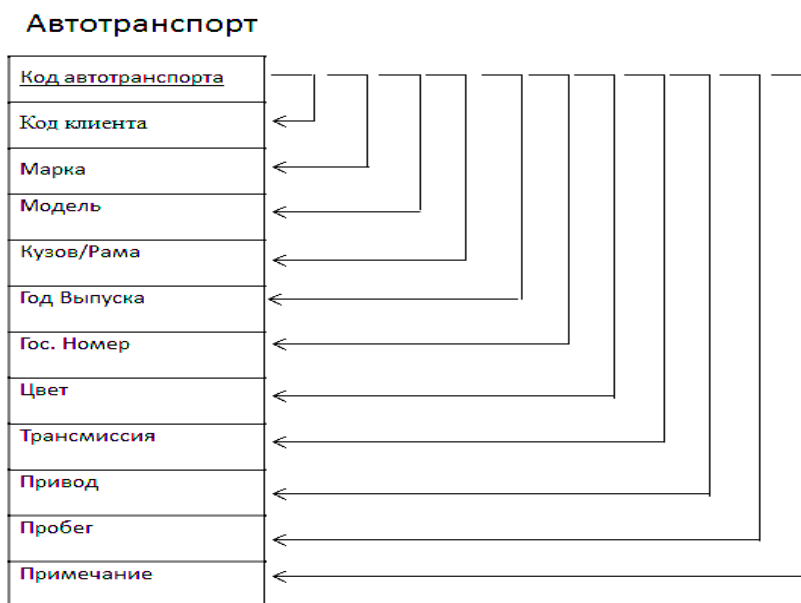 Автотранспорт
Код автотранспорта
Код клиента
Марка
Модель
Кузов/Рама
Год Выпуска
Гос. Номер
Цвет
Трансмиссия
Привод
Пробег
Примечание